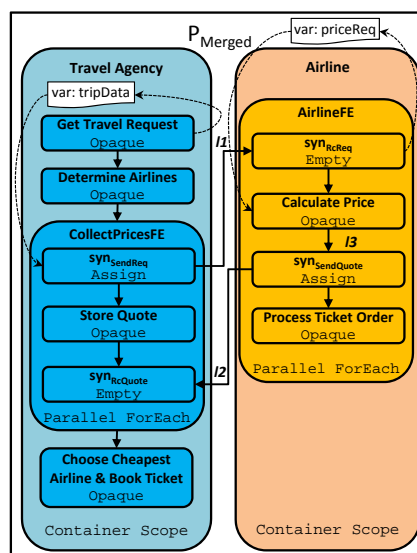 P_Merged
var: priceReq
Travel Agency
var: tripData
Get Travel Request
Opaque
Determine Airlines
Opaque
CollectPricesFE
syn_SendReq
Assign
Store Quote
Opaque
syn_RcQuote
Empty
Parallel ForEach
Choose Cheapest
Airline & Book Ticket
Opaque
Container Scope
l1
l2
Airline
AirlineFE
syn_RcReq
Empty
Calculate Price
Opaque
l3
syn_SendQuote
Assign
Process Ticket Order
Opaque
Parallel ForEach
Container Scope